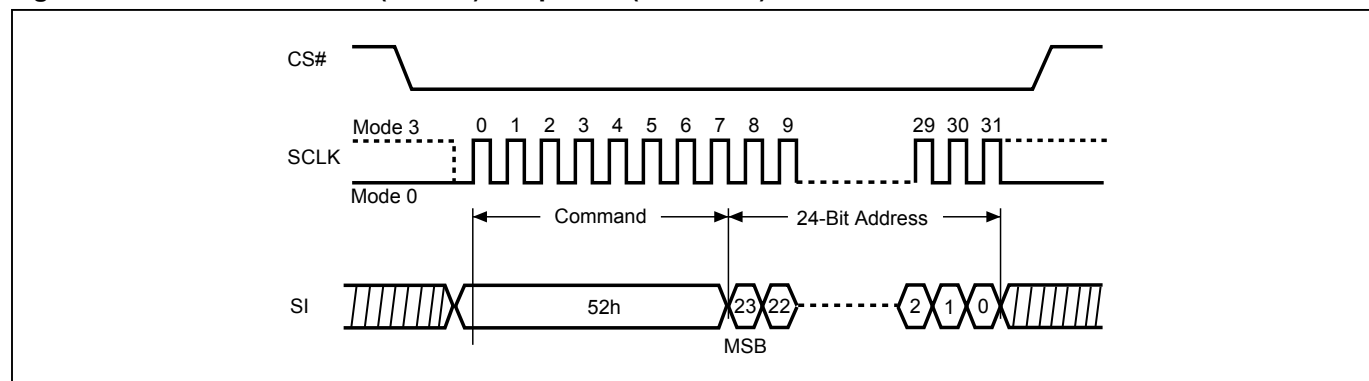 CS#
Mode 3
0 1 2 3 4 5 6 7 8 9 29 30 31
SCLK
Mode 0
Command 24-Bit Address
SI 52h 23 22 2 1 0
MSB